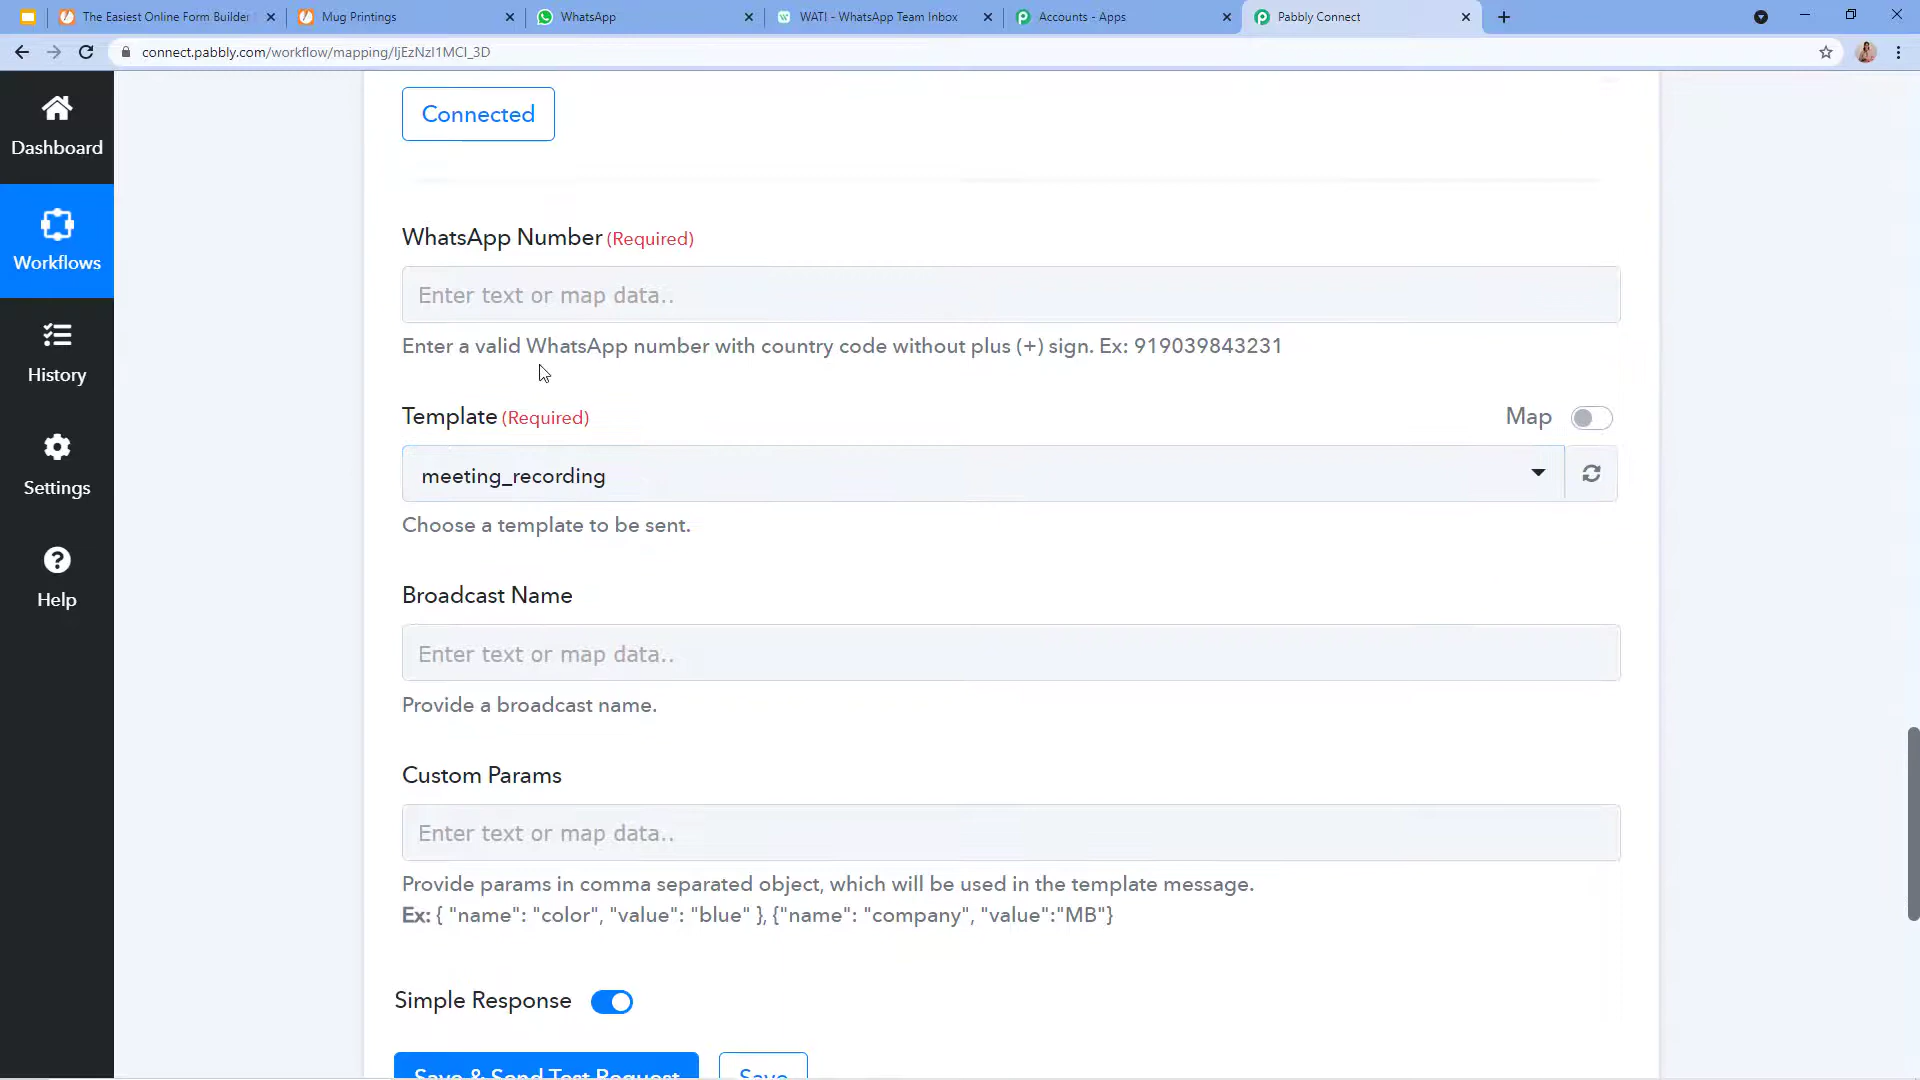 The Easiest Online Form Builder
Mug Printings
WhatsApp
WATI - WhatsApp Team Inbox
Accounts - Apps
Pabbly Connect
connect.pabbly.com/workflow/mapping/
Dashboard
Workflows
History
Settings
Help
Connected
WhatsApp Number (Required)
Enter text or map data..
Enter a valid WhatsApp number with country code without plus (+) sign. Ex: 919039843231
Template (Required)
Map
meeting_recording
Choose a template to be sent.
Broadcast Name
Enter text or map data..
Provide a broadcast name.
Custom Params
Enter text or map data..
Provide params in comma separated object, which will be used in the template message.
Ex: { "name": "color", "value": "blue" }, {"name": "company", "value":"MB"}
Simple Response
Save & Send Test Request
Save